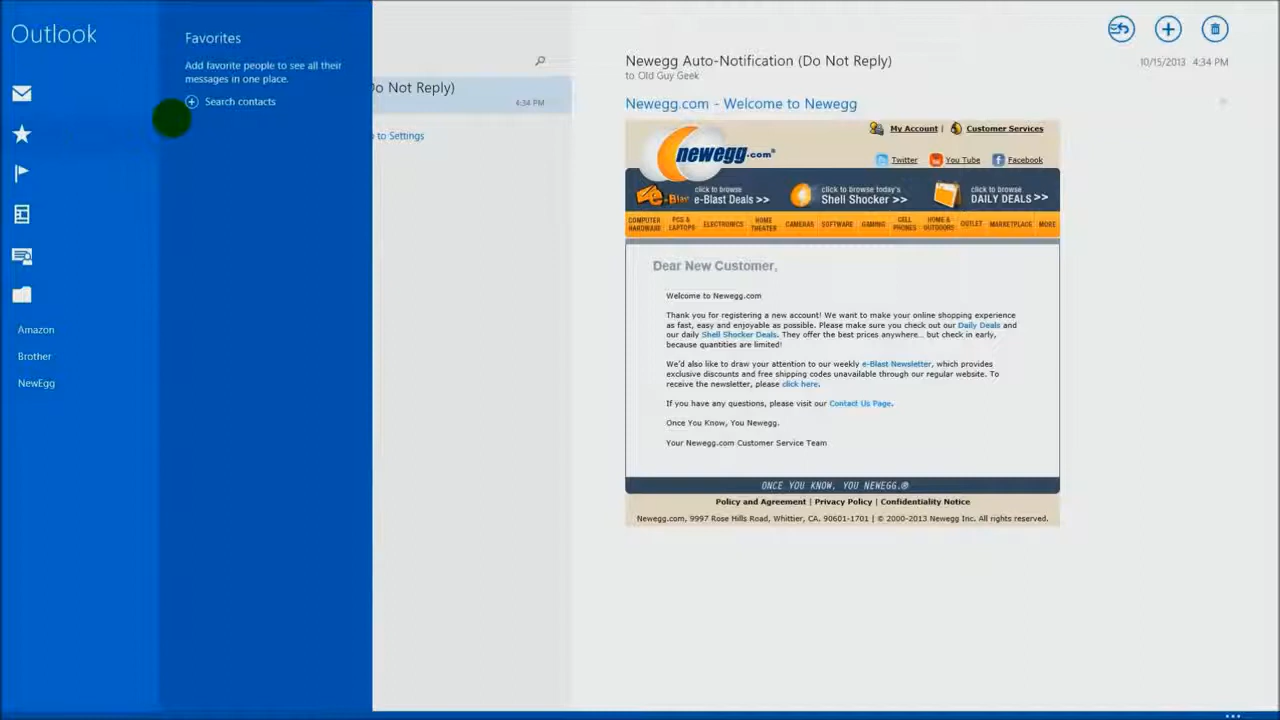 Outlook
Favorites
Add favorite people to see all their
messages in one place.
Search contacts
Amazon
Brother
NewEgg
Do Not Reply)
4:34 PM
to Settings
Newegg Auto-Notification (Do Not Reply)
to Old Guy Geek
10/15/2013 4:34 PM
Newegg.com - Welcome to Newegg
newegg.com®
My Account | Customer Services
Twitter You Tube Facebook
e-Blast click to browse
e-Blast Deals >>
click to browse today's
Shell Shocker >>
click to browse
DAILY DEALS >>
COMPUTER HARDWARE PCS & LAPTOPS ELECTRONICS HOME THEATER CAMERAS SOFTWARE GAMING CELL PHONES HOME & OUTDOORS OUTLET MARKETPLACE MORE
Dear New Customer,
Welcome to Newegg.com
Thank you for registering a new account! We want to make your online shopping experience
as fast, easy and enjoyable as possible. Please make sure you check out our Daily Deals and
our daily Shell Shocker Deals. They offer the best prices anywhere... but check in early,
because quantities are limited!
We'd also like to draw your attention to our weekly e-Blast Newsletter, which provides
exclusive discounts and free shipping codes unavailable through our regular website. To
receive the newsletter, please click here.
If you have any questions, please visit our Contact Us Page.
Once You Know, You Newegg.
Your Newegg.com Customer Service Team
ONCE YOU KNOW, YOU NEWEGG.®
Policy and Agreement | Privacy Policy | Confidentiality Notice
Newegg.com, 9997 Rose Hills Road, Whittier, CA. 90601-1701 | © 2000-2013 Newegg Inc. All rights reserved.